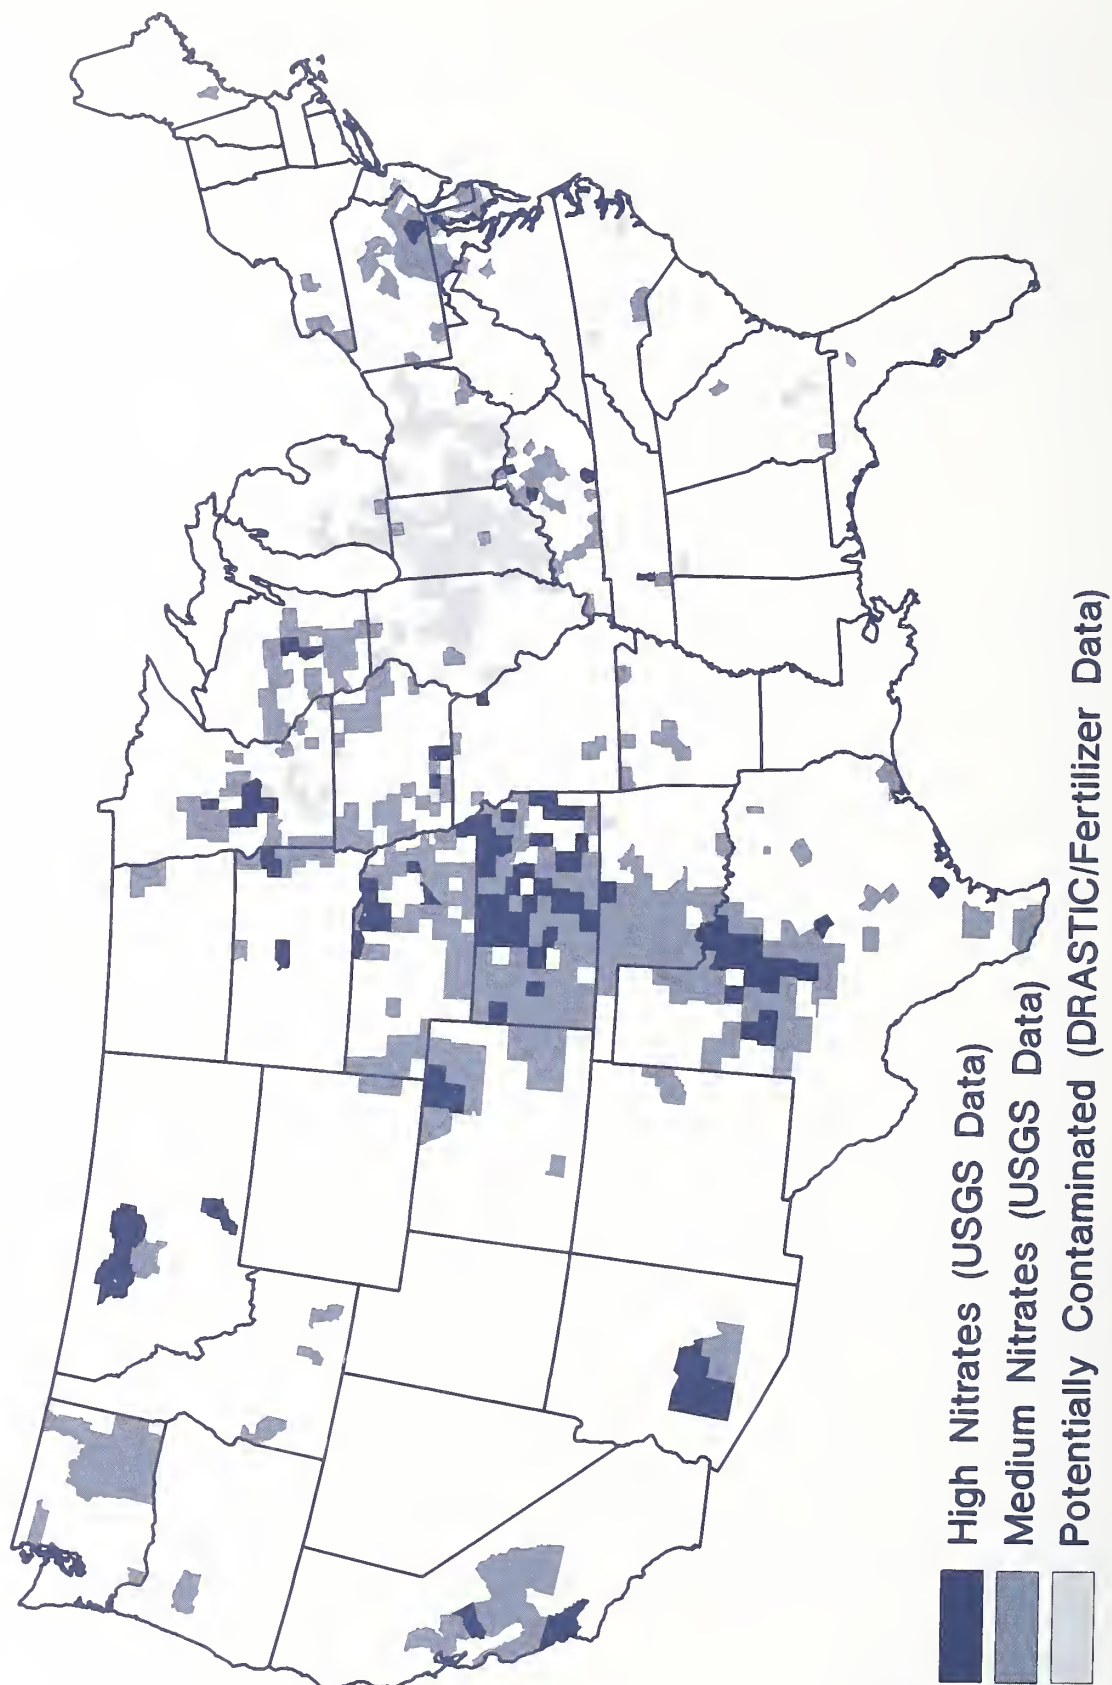 High Nitrates (USGS Data)
Medium Nitrates (USGS Data)
Potentially Contaminated (DRASTIC/Fertilizer Data)